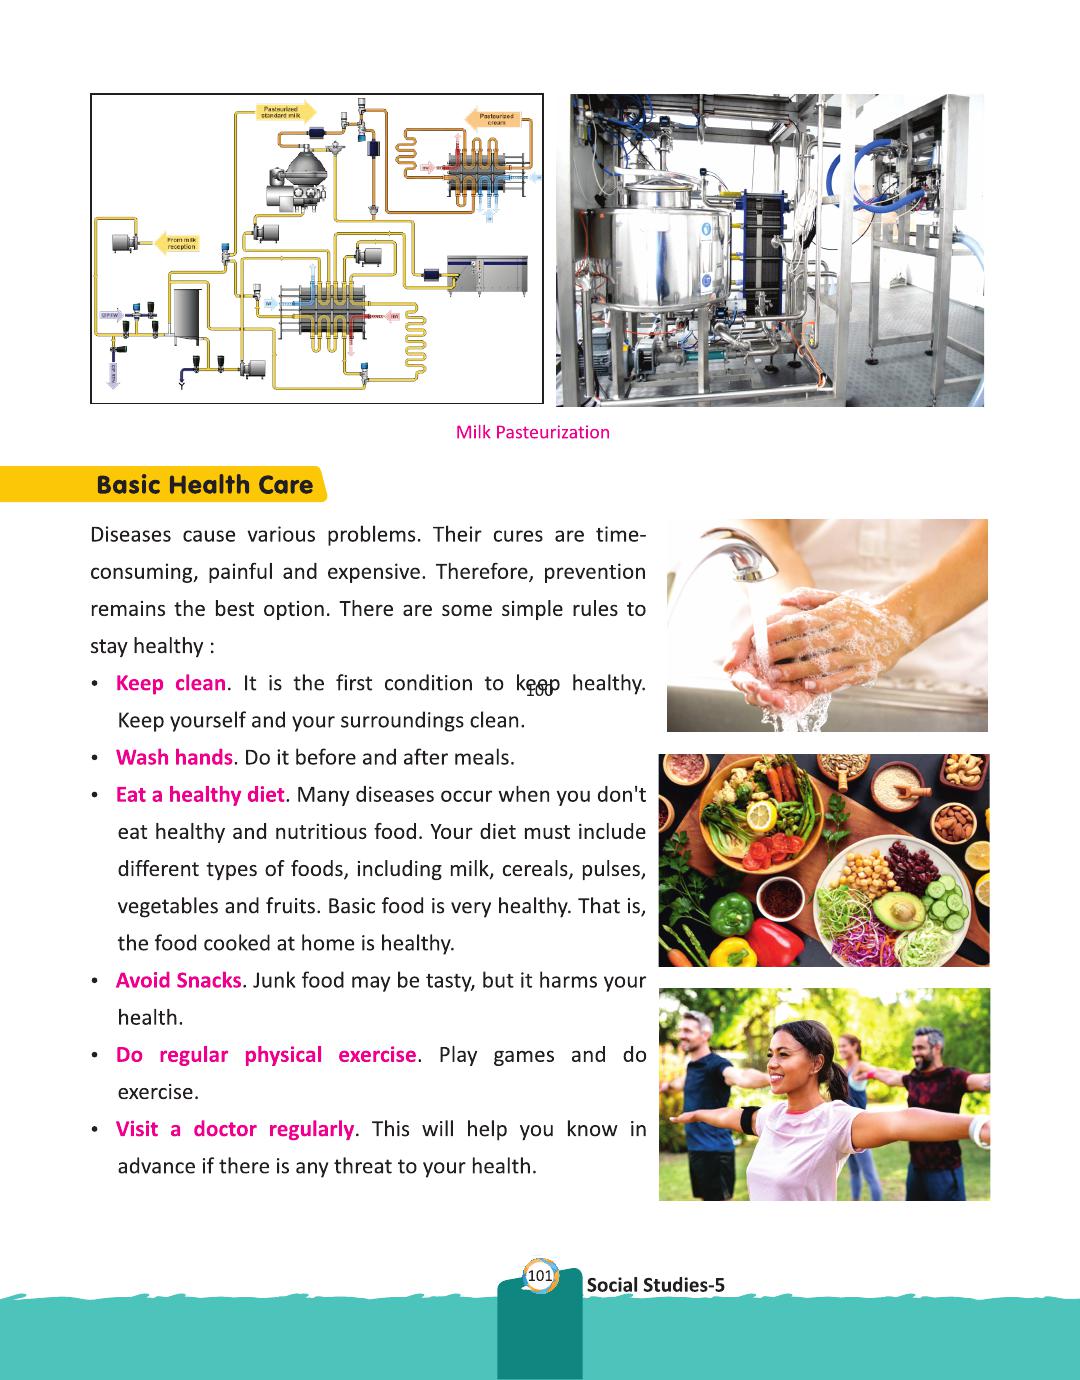 Pasteurized
standard milk
Pasteurized
cream
HW
From milk
reception
IW
HW
Milk Pasteurization
Basic Health Care
Diseases cause various problems. Their cures are time-
consuming, painful and expensive. Therefore, prevention
remains the best option. There are some simple rules to
stay healthy :
• Keep clean. It is the first condition to keep healthy.
100
Keep yourself and your surroundings clean.
• Wash hands. Do it before and after meals.
• Eat a healthy diet. Many diseases occur when you don't
eat healthy and nutritious food. Your diet must include
different types of foods, including milk, cereals, pulses,
vegetables and fruits. Basic food is very healthy. That is,
the food cooked at home is healthy.
• Avoid Snacks. Junk food may be tasty, but it harms your
health.
• Do regular physical exercise. Play games and do
exercise.
• Visit a doctor regularly. This will help you know in
advance if there is any threat to your health.
101
Social Studies-5